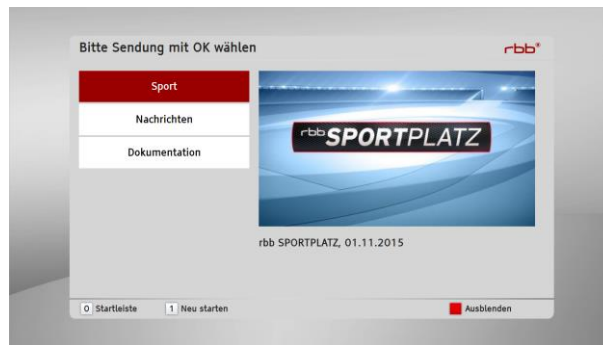 Bitte Sendung mit OK wählen
rbb
Sport
Nachrichten
Dokumentation
rbb SPORTPLATZ
rbb SPORTPLATZ, 01.11.2015
0 Startleiste 1 Neu starten Ausblenden